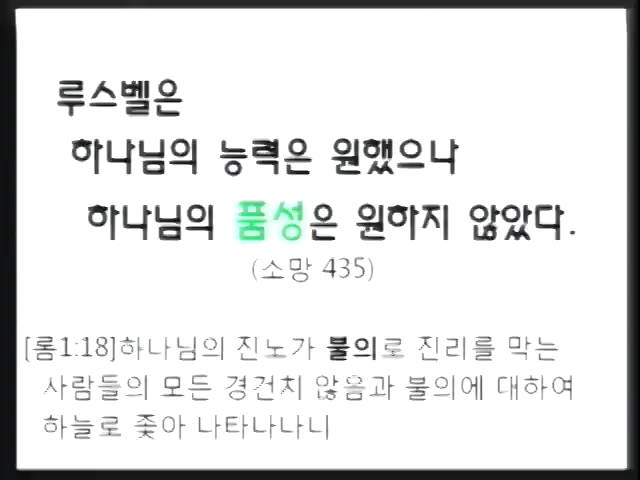 루스벨은
하나님의 능력은 원했으나
하나님의 품성은 원하지 않았다.
(소망 435)
[롬1:18]하나님의 진노가 불의로 진리를 막는
사람들의 모든 경건치 않음과 불의에 대하여
하늘로 좇아 나타나나니